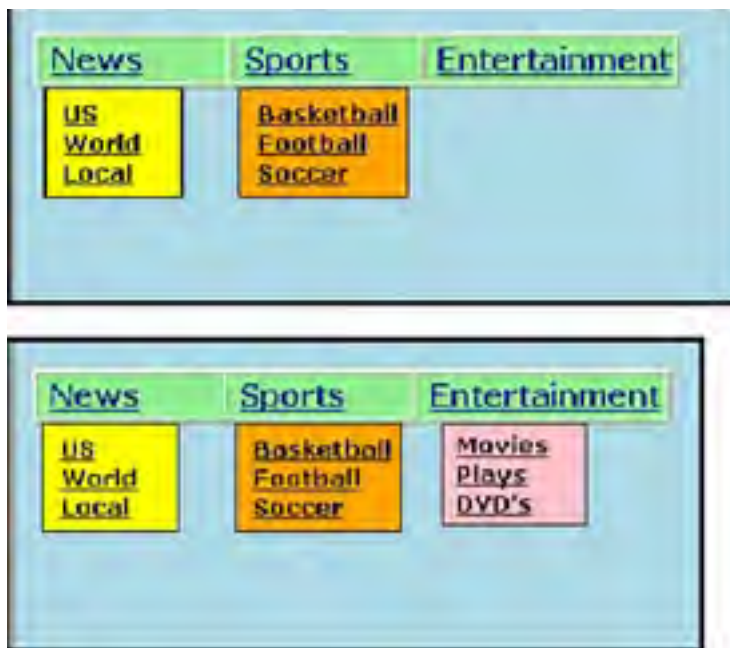 News Sports Entertainment
US Basketball
World Football
Local Soccer
News Sports Entertainment
US Basketball Movies
World Football Plays
Local Soccer DVD's